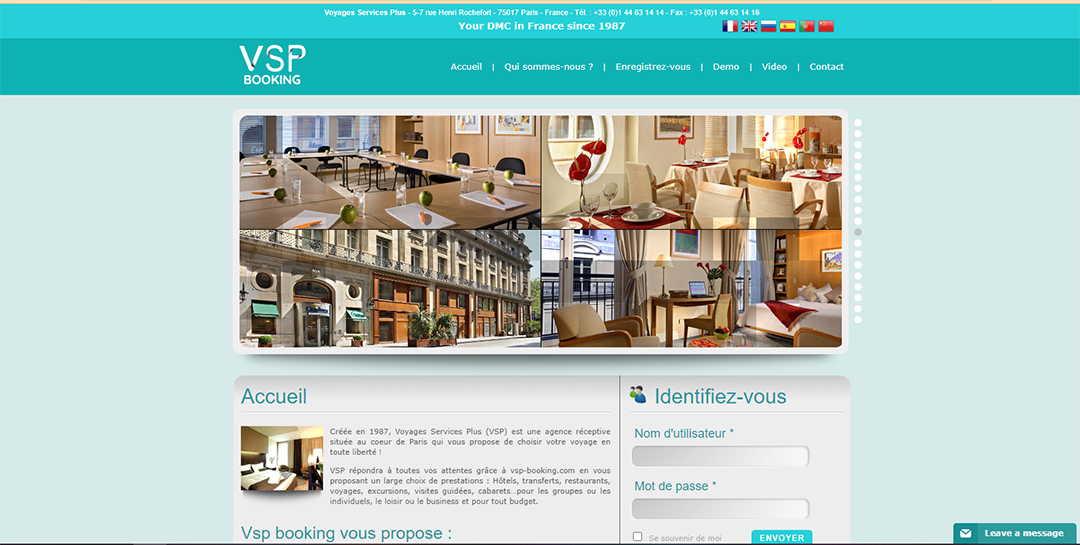 Voyages Services Plus - 5-7 rue Henri Rochefort - 75017 Paris - France - Tél. : +33 (0)1 44 63 14 14 - Fax : +33 (0)1 44 63 14 16
Your DMC in France since 1987
VSP
BOOKING
Accueil | Qui sommes-nous ? | Enregistrez-vous | Demo | Video | Contact
Accueil
Créée en 1987, Voyages Services Plus (VSP) est une agence réceptive
située au coeur de Paris qui vous propose de choisir votre voyage en
toute liberté !
VSP répondra à toutes vos attentes grâce à vsp-booking.com en vous
proposant un large choix de prestations : Hôtels, transferts, restaurants,
voyages, excursions, visites guidées, cabarets...pour les groupes ou les
individuels, le loisir ou le business et pour tout budget.
Vsp booking vous propose :
Identifiez-vous
Nom d'utilisateur *
Mot de passe *
Se souvenir de moi
ENVOYER
Leave a message